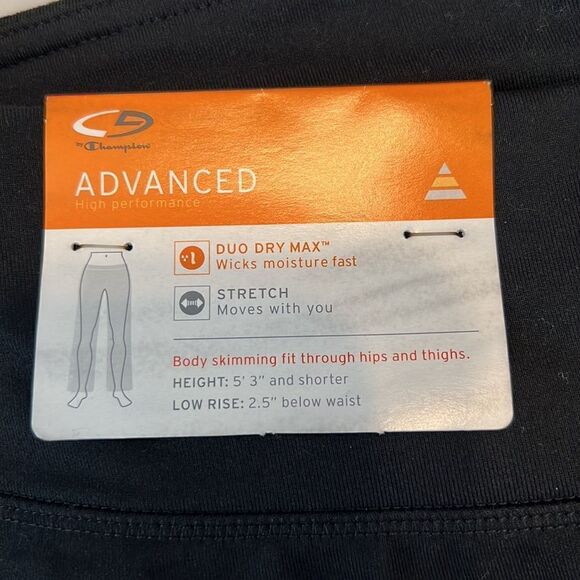 C9
by Champion
ADVANCED
High performance
DUO DRY MAX™
Wicks moisture fast
STRETCH
Moves with you
Body skimming fit through hips and thighs.
HEIGHT: 5' 3" and shorter
LOW RISE: 2.5" below waist